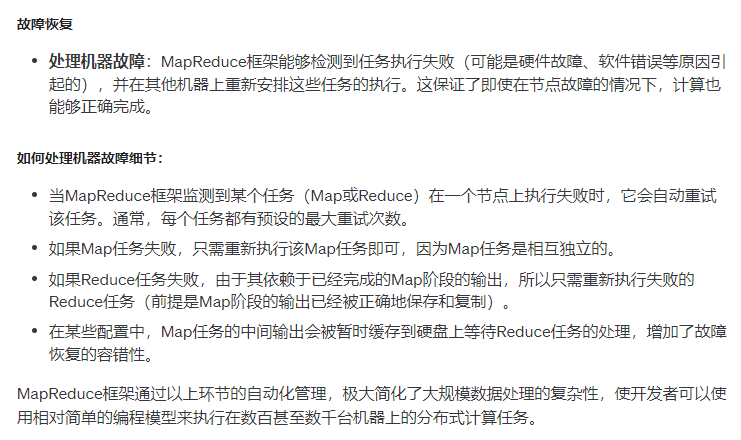 故障恢复
• 处理机器故障：MapReduce框架能够检测到任务执行失败（可能是硬件故障、软件错误等原因引
起的），并在其他机器上重新安排这些任务的执行。这保证了即使在节点故障的情况下，计算也
能够正确完成。
如何处理机器故障细节：
• 当MapReduce框架监测到某个任务（Map或Reduce）在一个节点上执行失败时，它会自动重试
该任务。通常，每个任务都有预设的最大重试次数。
• 如果Map任务失败，只需重新执行该Map任务即可，因为Map任务是相互独立的。
• 如果Reduce任务失败，由于其依赖于已经完成的Map阶段的输出，所以只需重新执行失败的
Reduce任务（前提是Map阶段的输出已经被正确地保存和复制）。
• 在某些配置中，Map任务的中间输出会被暂时缓存到硬盘上等待Reduce任务的处理，增加了故障
恢复的容错性。
MapReduce框架通过以上环节的自动化管理，极大简化了大规模数据处理的复杂性，使开发者可以使
用相对简单的编程模型来执行在数百甚至数千台机器上的分布式计算任务。